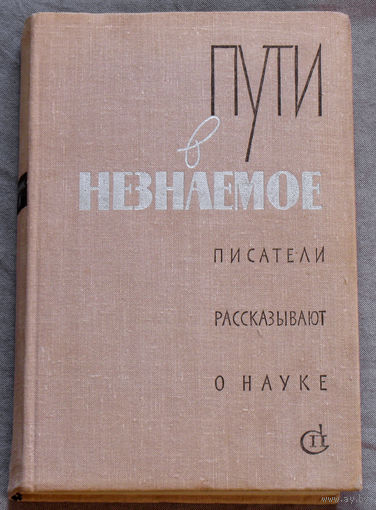 ПУТИ
в
НЕЗНАЕМОЕ
ПИСАТЕЛИ
РАССКАЗЫВАЮТ
О НАУКЕ